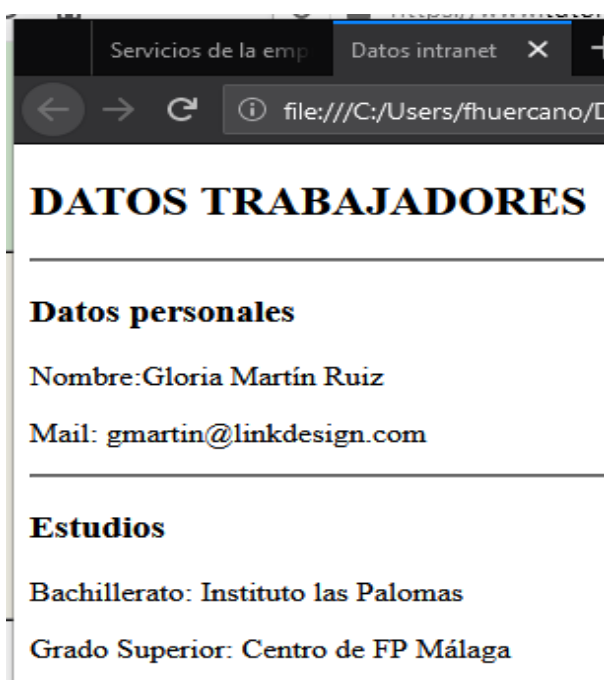 Servicios de la emp
Datos intranet
file:///C:/Users/fhuercano/D
DATOS TRABAJADORES
Datos personales
Nombre:Gloria Martín Ruiz
Mail: gmartin@linkdesign.com
Estudios
Bachillerato: Instituto las Palomas
Grado Superior: Centro de FP Málaga